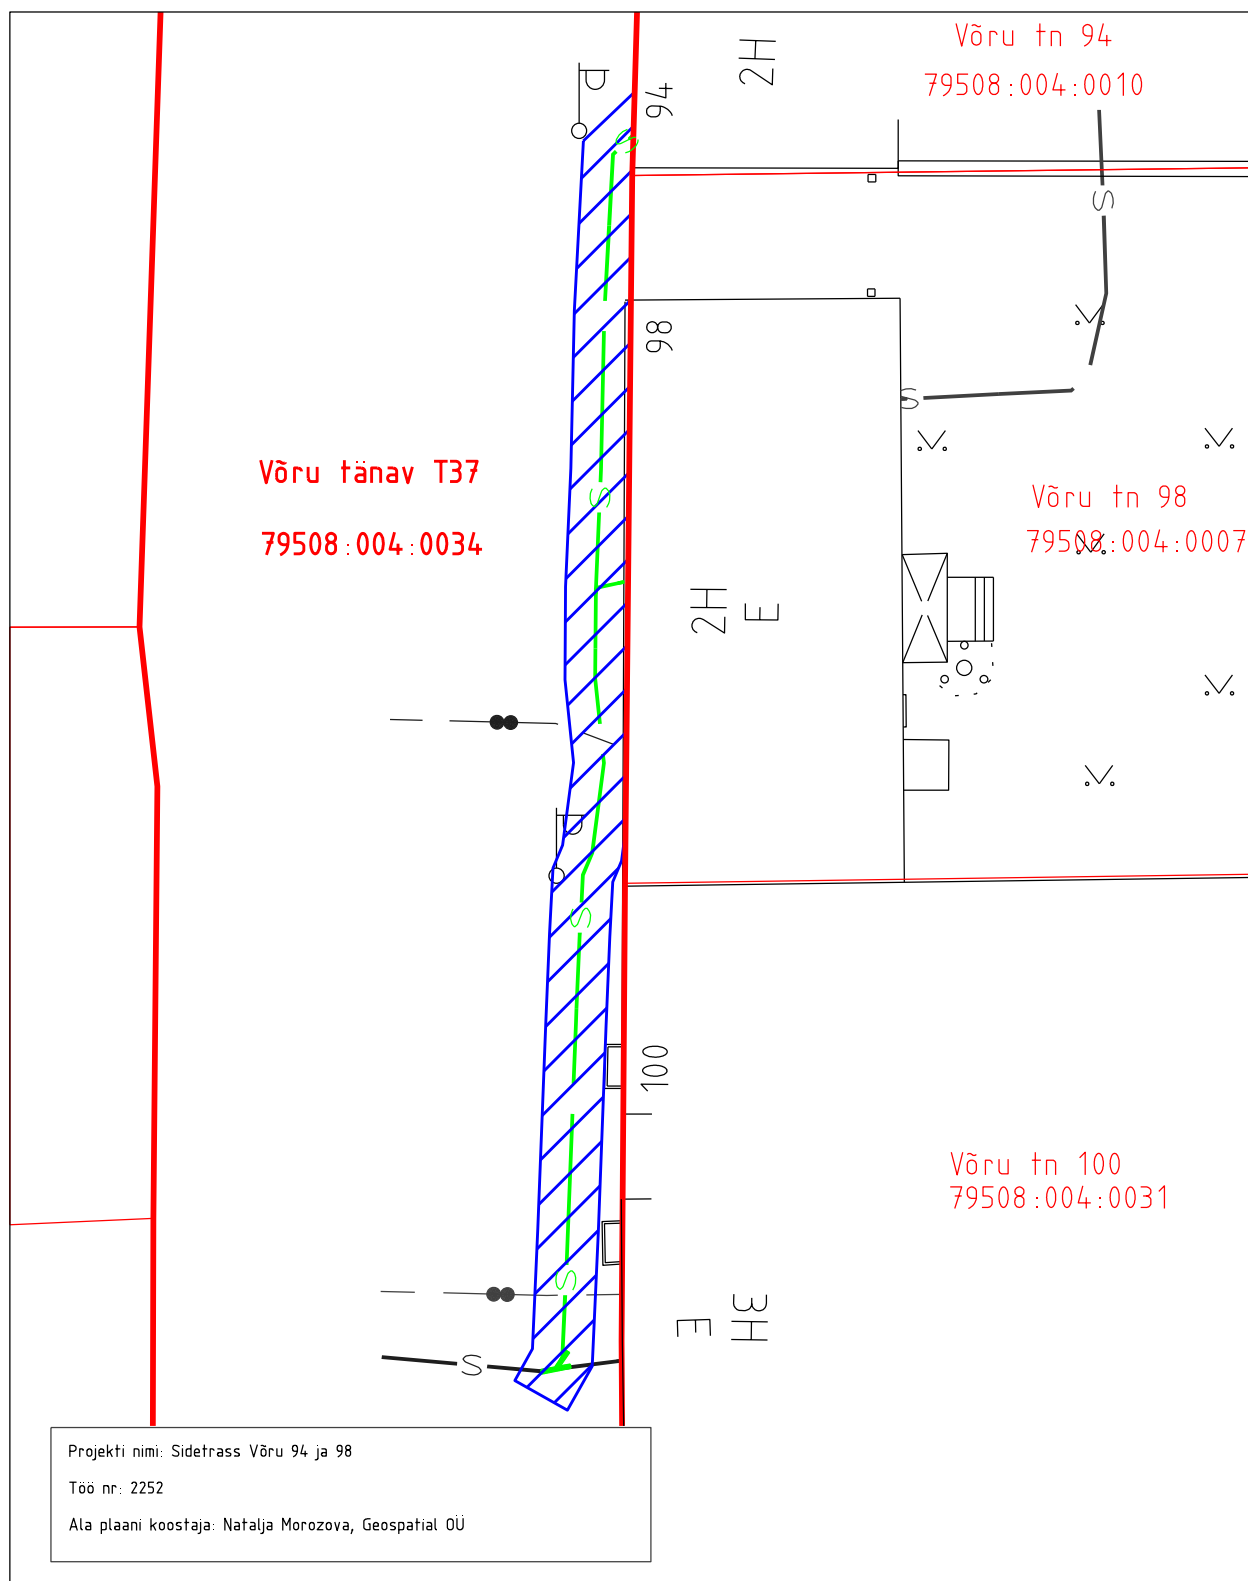 Võru tn 94
79508:004:0010
2H
94
S
S
98
S
Võru tänav T37
79508:004:0034
S
Võru tn 98
79508:004:0007
2H
E
S
100
Võru tn 100
79508:004:0031
S
3H
E
S
Projekti nimi: Sidetrass Võru 94 ja 98
Töö nr: 2252
Ala plaani koostaja: Natalja Morozova, Geospatial OÜ